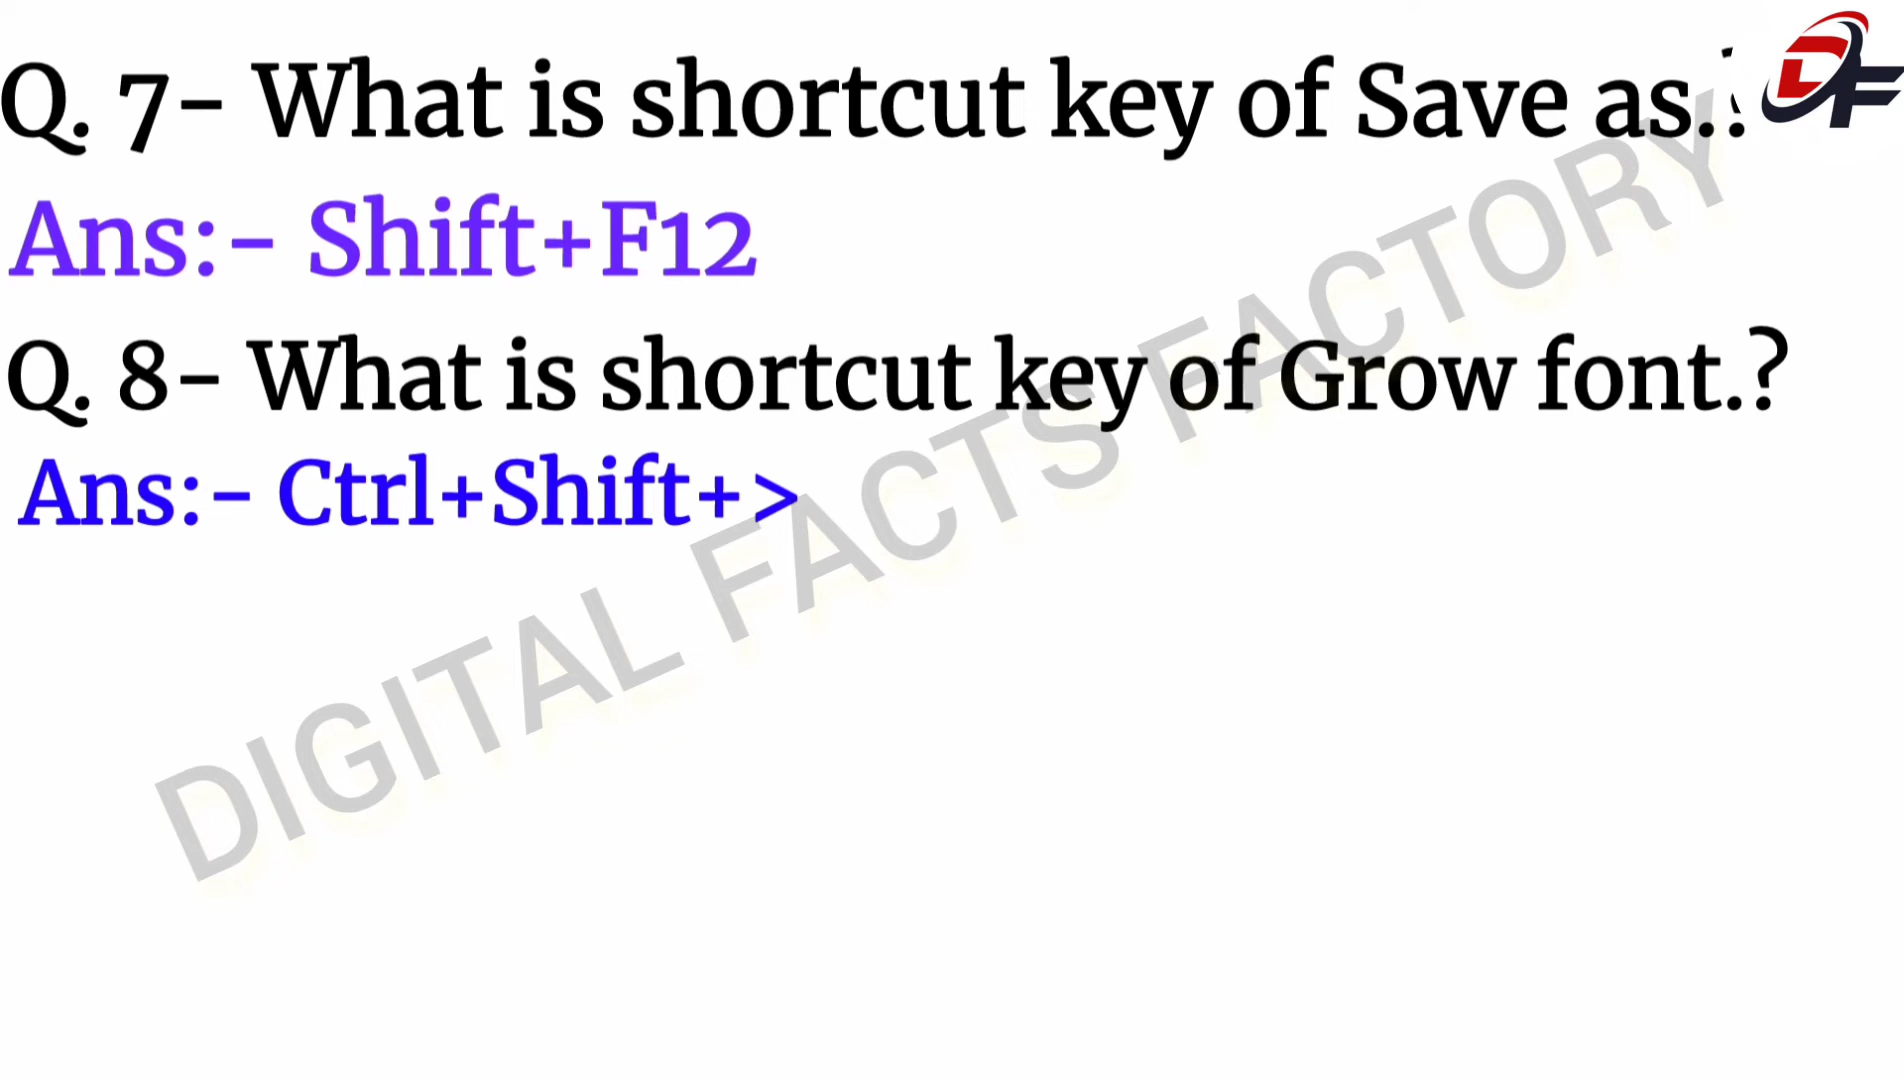 Q. 7- What is shortcut key of Save as.?
Ans:- Shift+F12
Q. 8- What is shortcut key of Grow font.?
Ans:- Ctrl+Shift+>
DIGITAL FACTS FACTORY
DF